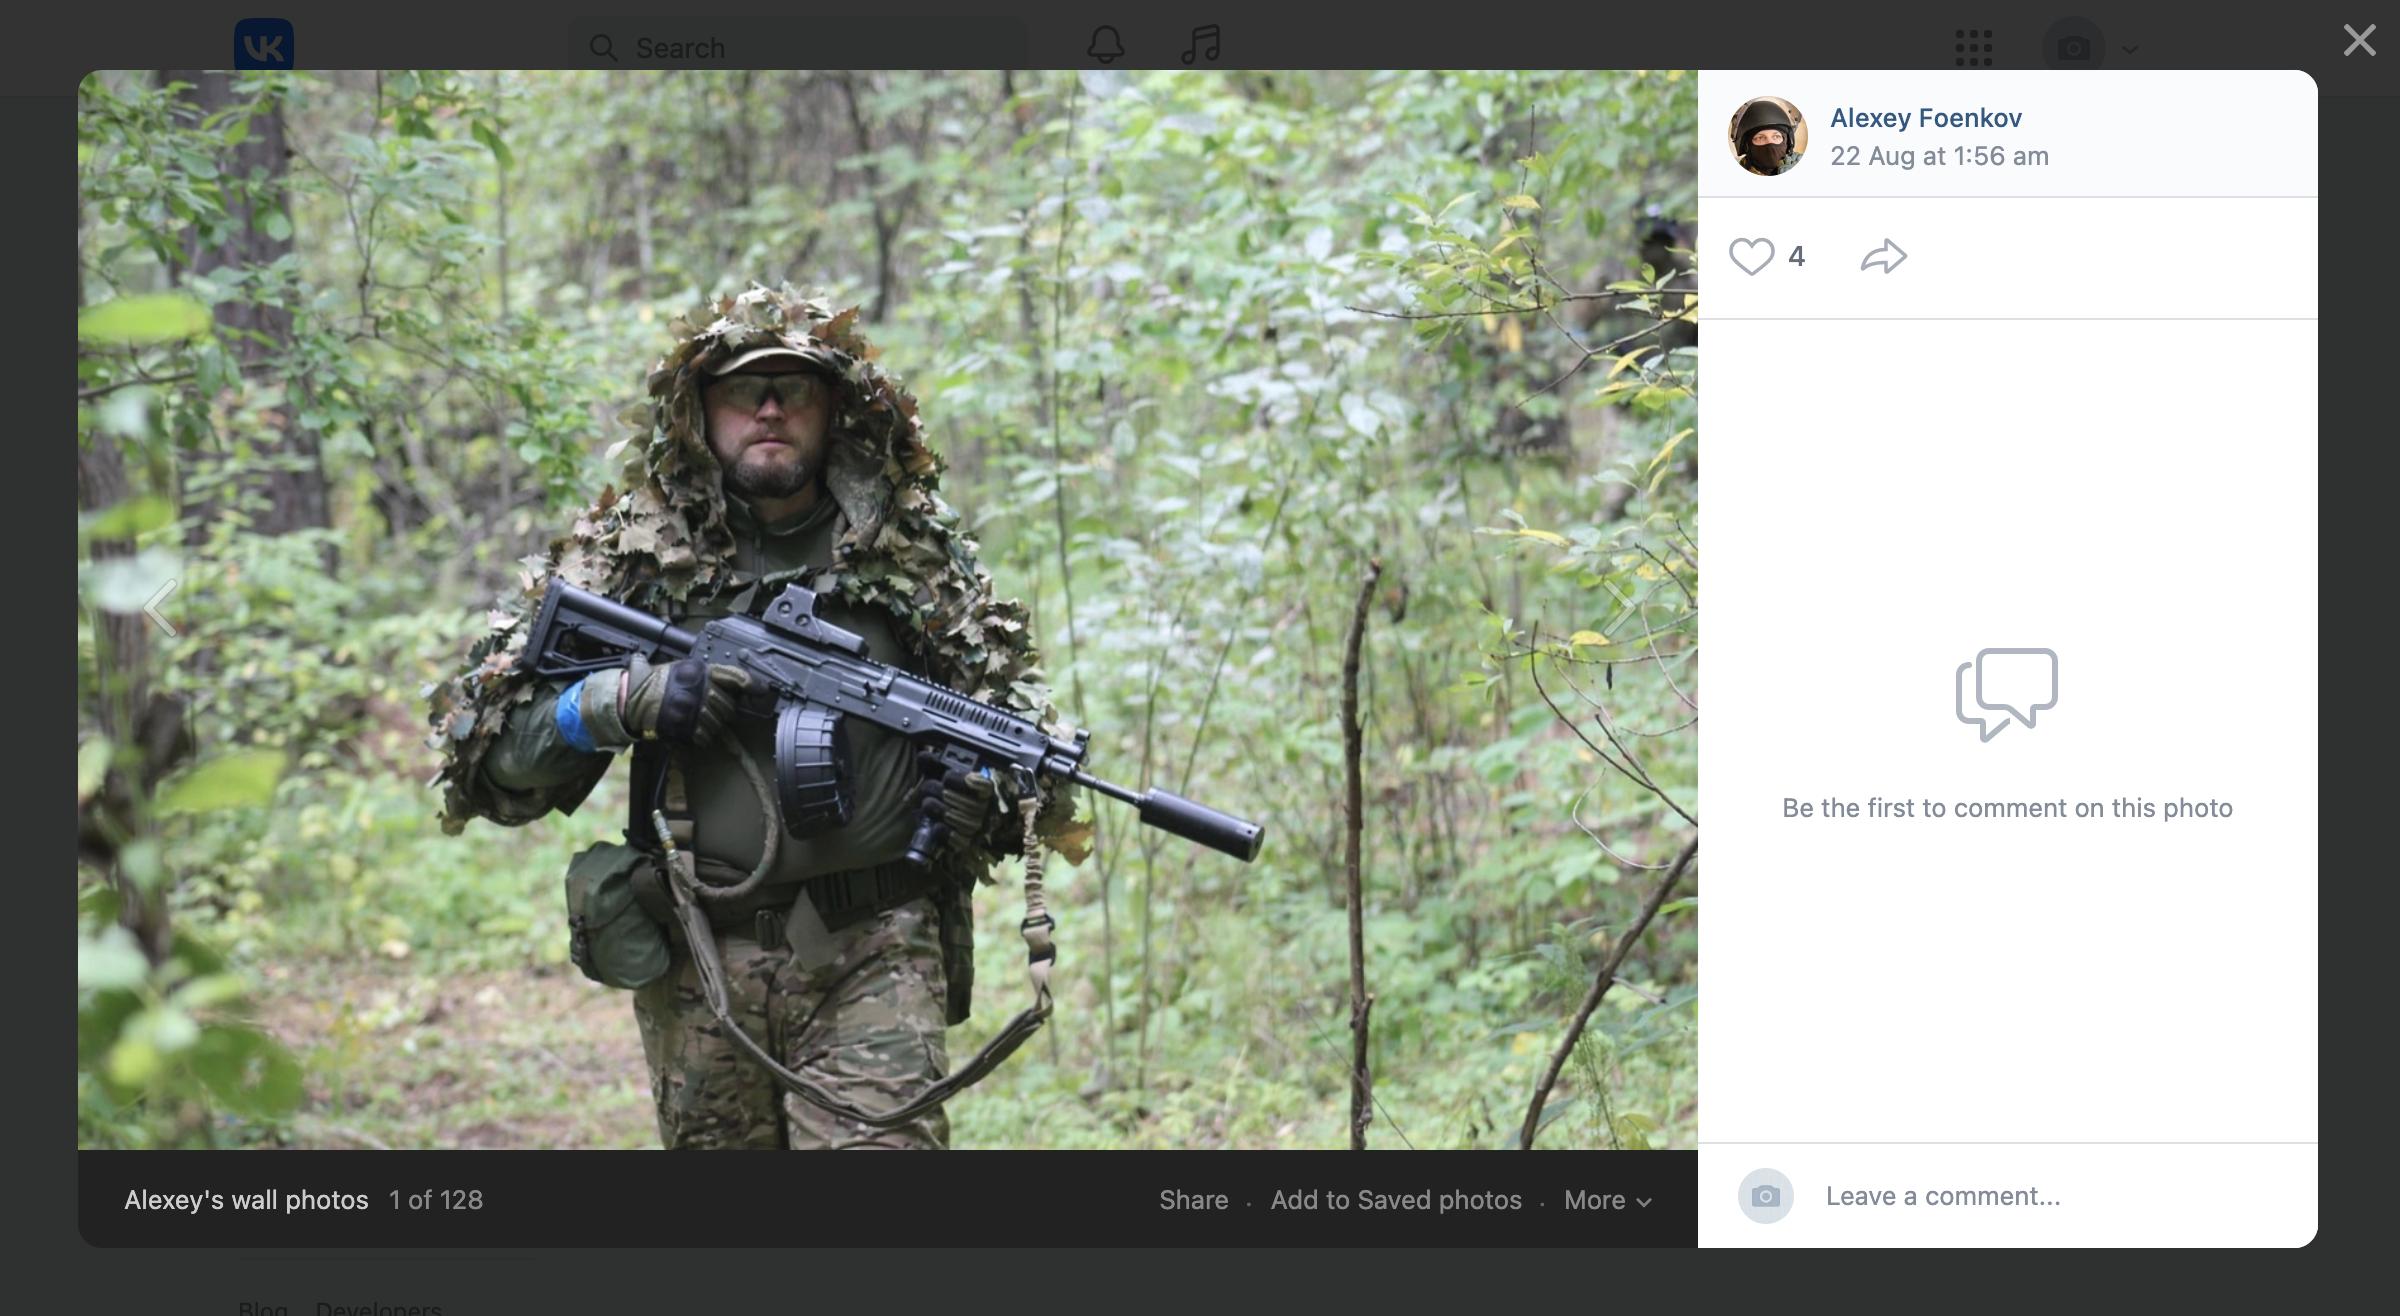 VK
Search
Alexey Foenkov
22 Aug at 1:56 am
4
Be the first to comment on this photo
Alexey's wall photos 1 of 128
Share · Add to Saved photos · More
Leave a comment...
Blog Developers